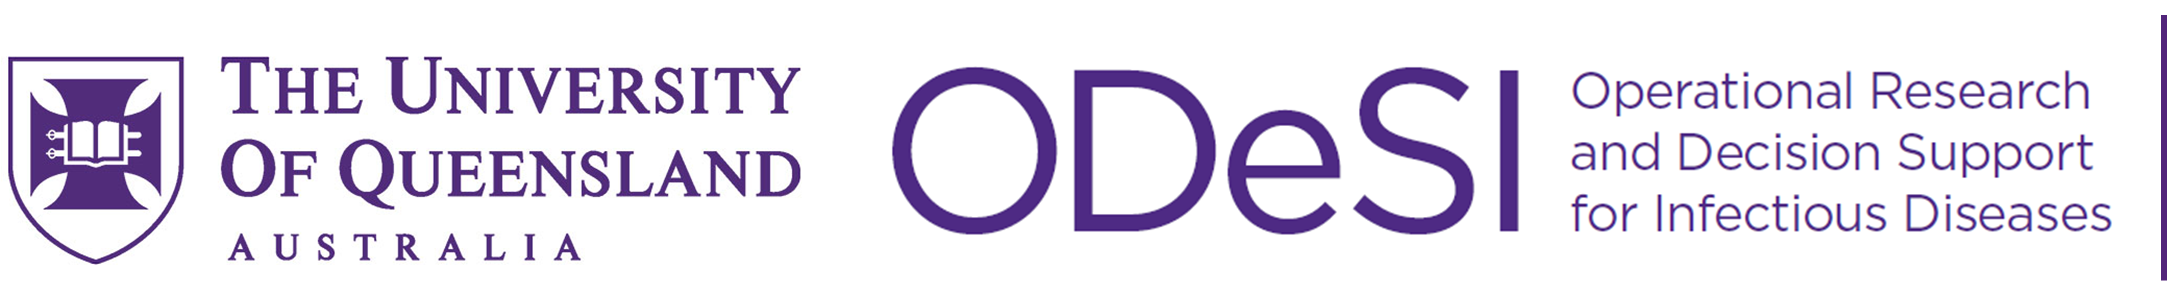 THE UNIVERSITY
OF QUEENSLAND
AUSTRALIA
ODeSI
Operational Research
and Decision Support
for Infectious Diseases